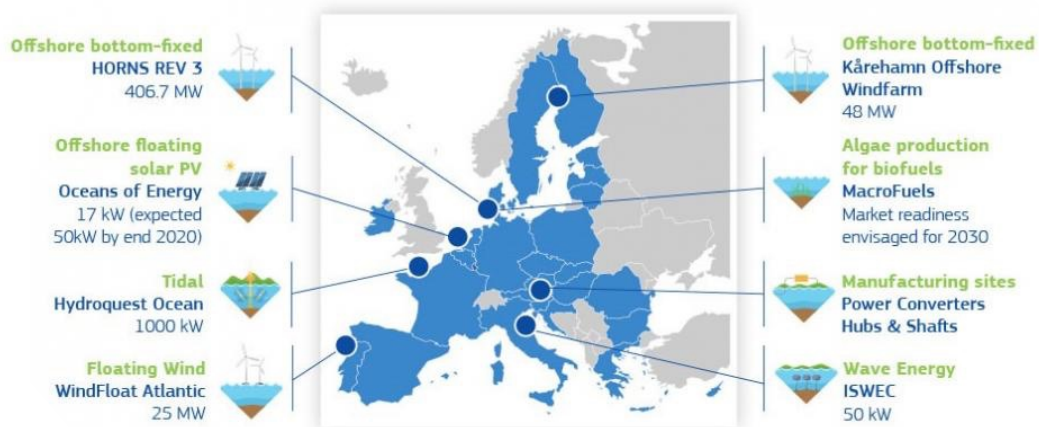 Offshore bottom-fixed
HORNS REV 3
406.7 MW
Offshore floating
solar PV
Oceans of Energy
17 kW (expected
50kW by end 2020)
Tidal
Hydroquest Ocean
1000 kW
Floating Wind
WindFloat Atlantic
25 MW
Offshore bottom-fixed
Kårehamn Offshore
Windfarm
48 MW
Algae production
for biofuels
MacroFuels
Market readiness
envisaged for 2030
Manufacturing sites
Power Converters
Hubs & Shafts
Wave Energy
ISWEC
50 kW